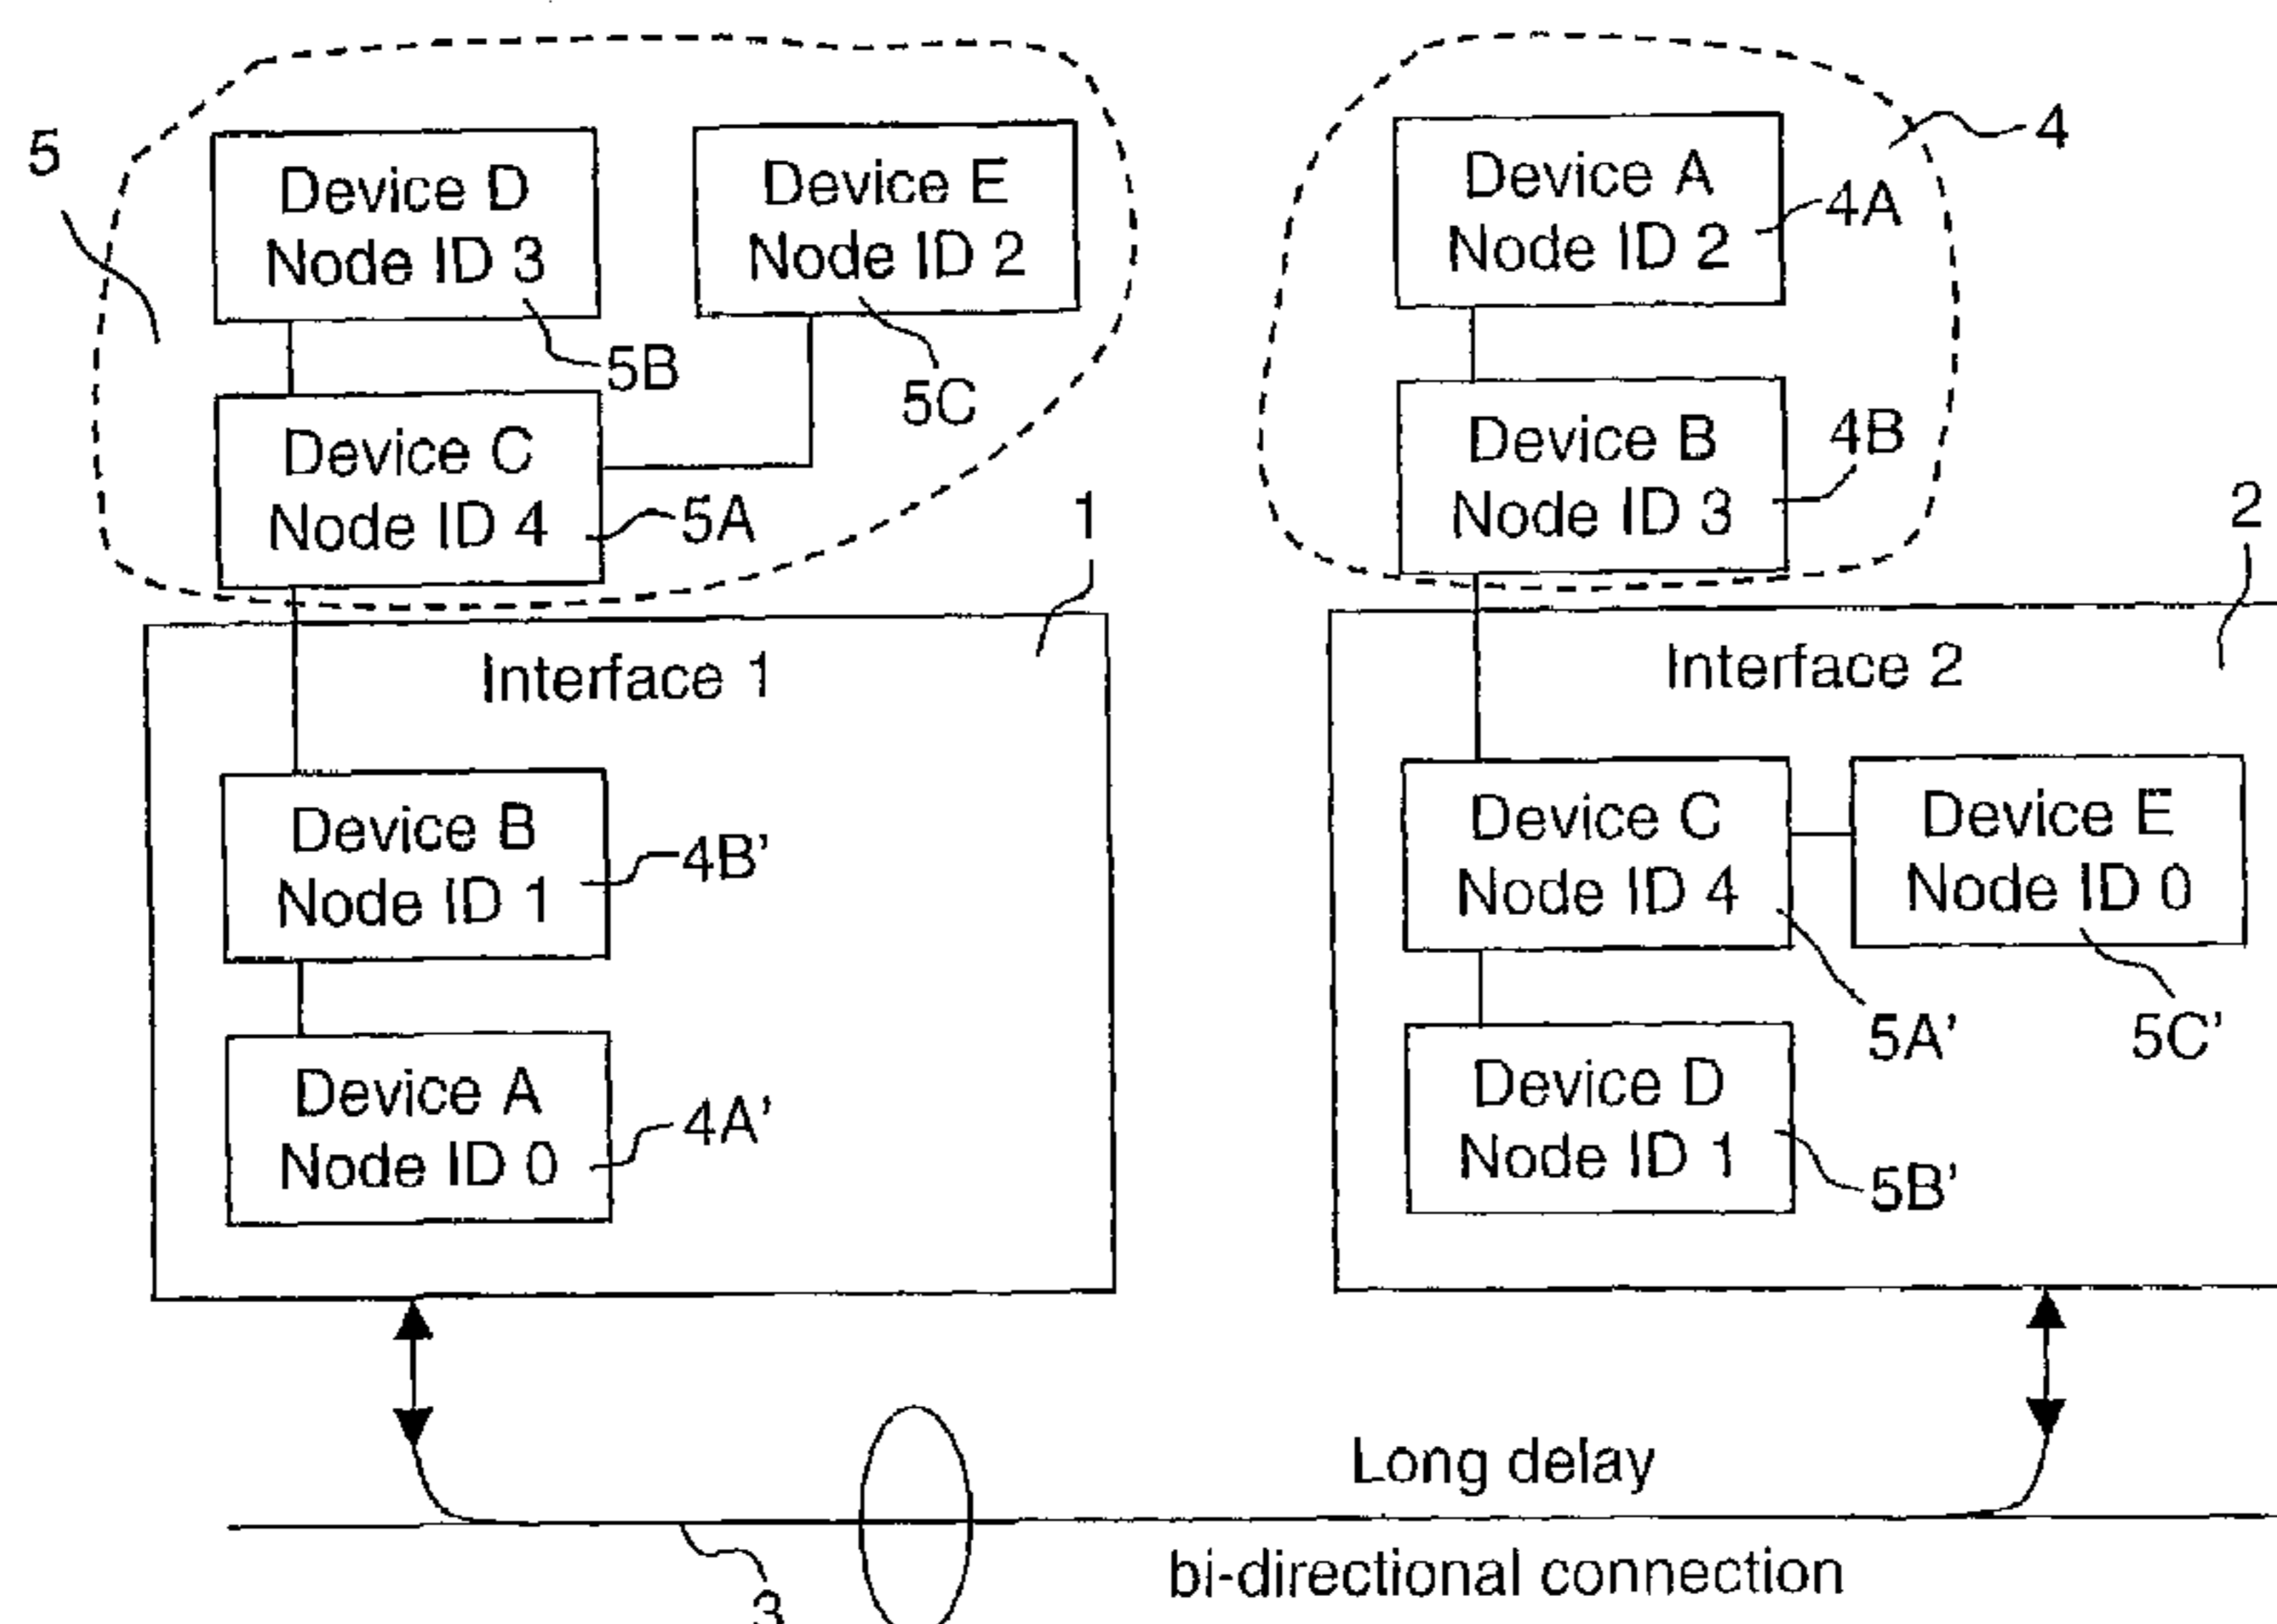 5
Device D
Node ID 3
5B
Device E
Node ID 2
5C
Device C
Node ID 4
5A
4
Device A
Node ID 2
4A
Device B
Node ID 3
4B
1
Interface 1
Device B
Node ID 1
4B'
Device A
Node ID 0
4A'
2
Interface 2
Device C
Node ID 4
5A'
Device E
Node ID 0
5C'
Device D
Node ID 1
5B'
Long delay
bi-directional connection
3